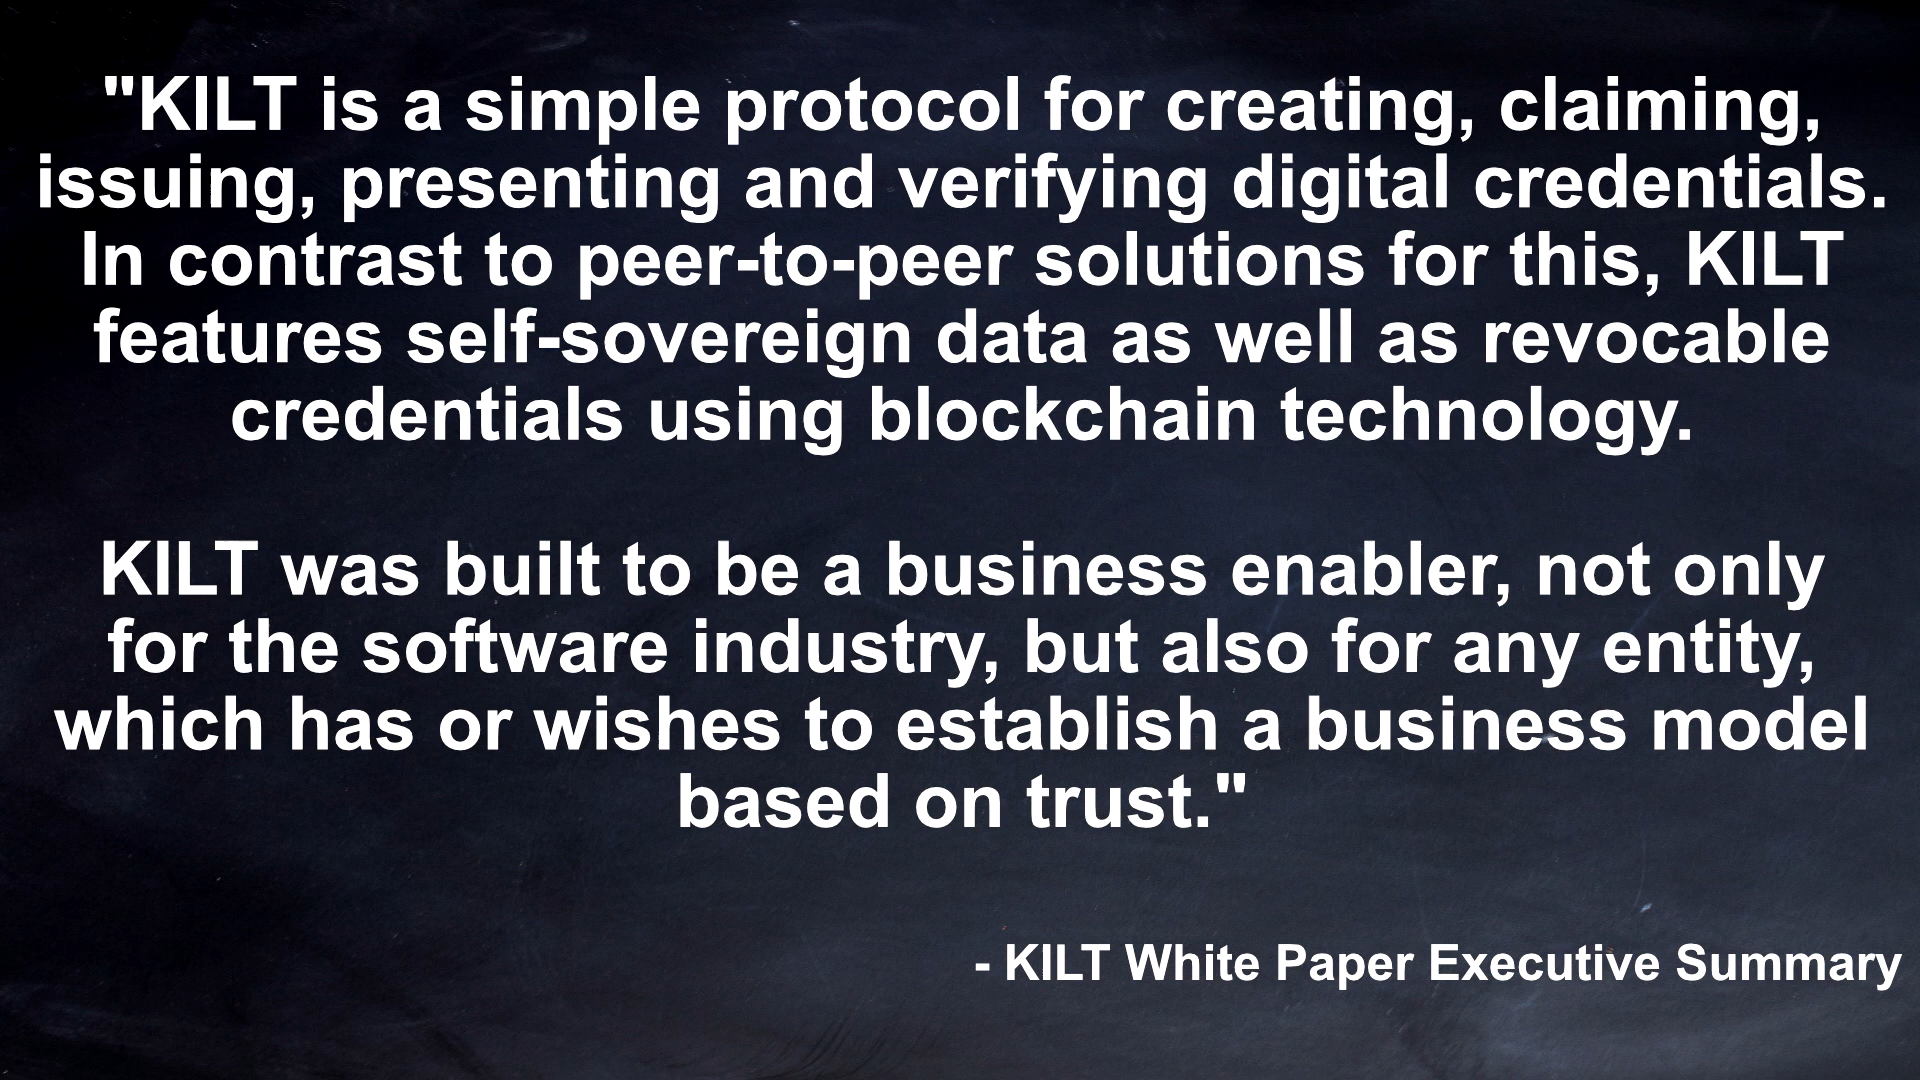 "KILT is a simple protocol for creating, claiming,
issuing, presenting and verifying digital credentials.
In contrast to peer-to-peer solutions for this, KILT
features self-sovereign data as well as revocable
credentials using blockchain technology.
KILT was built to be a business enabler, not only
for the software industry, but also for any entity,
which has or wishes to establish a business model
based on trust."
- KILT White Paper Executive Summary